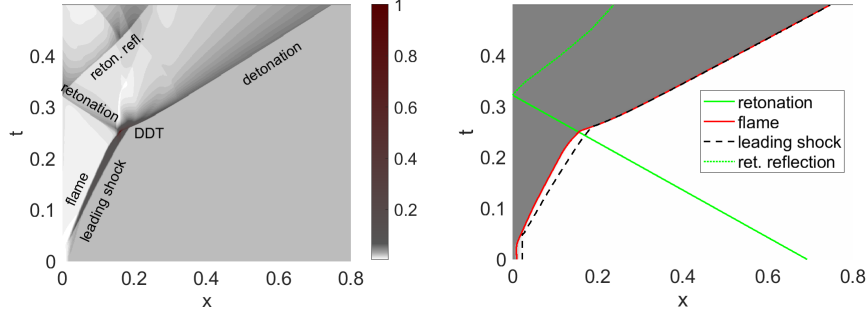 t
0.4
0.3
0.2
0.1
0
0 0.2 0.4 0.6 0.8
x
reton. refl.
retonation
DDT
detonation
flame
leading shock
1
0.8
0.6
0.4
0.2
t
0.4
0.3
0.2
0.1
0
0 0.2 0.4 0.6 0.8
x
retonation
flame
leading shock
ret. reflection